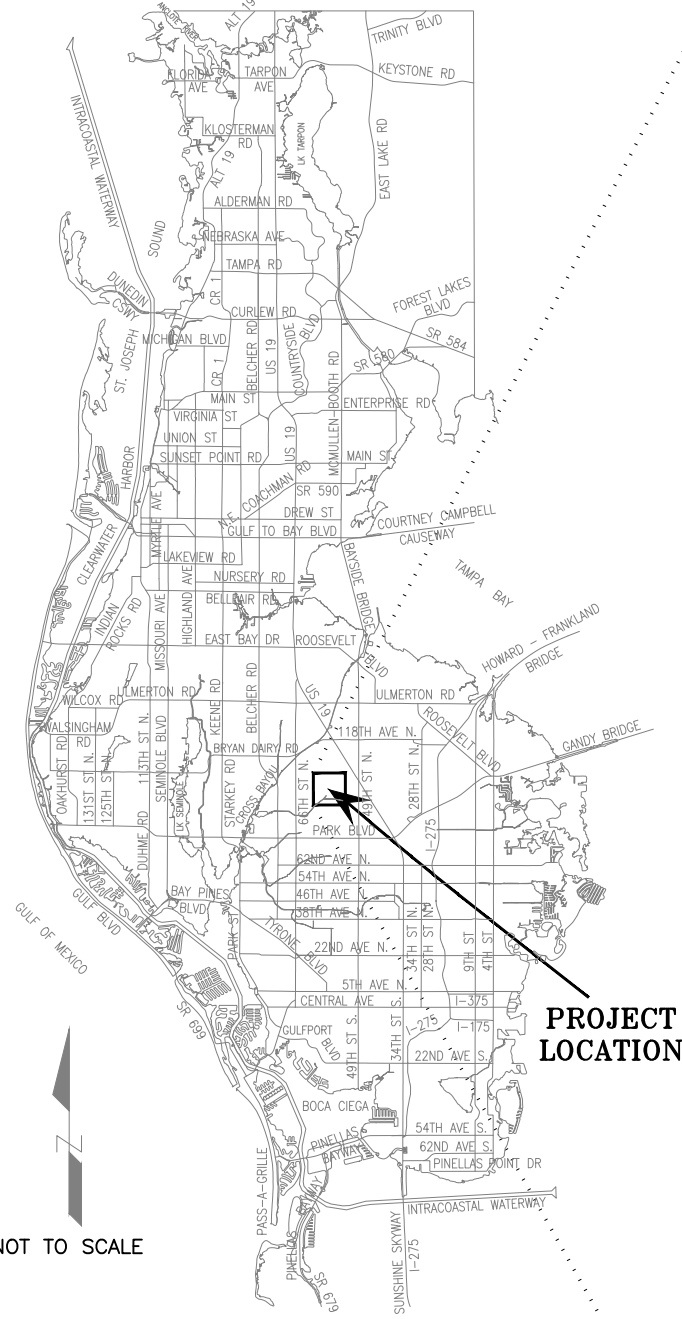 ANCLOTE RIVER
ALT 19
TRINITY BLVD
FLORIDA
AVE
TARPON
AVE
KEYSTONE RD
INTRACOASTAL WATERWAY
KLOSTERMAN
RD
LK TARPON
EAST LAKE RD
ALT 19
ALDERMAN RD
SOUND
NEBRASKA AVE
TAMPA RD
CR 1
DUNEDIN
CSWY
FOREST LAKES
BLVD
CURLEW RD
SR 584
MICHIGAN BLVD
ST. JOSEPH
CR 1
BELCHER RD
US 19
COUNTRYSIDE
BLVD
SR 580
MCMULLEN-BOOTH RD
MAIN ST
ENTERPRISE RD
VIRGINIA ST
UNION ST
US 19
SUNSET POINT RD
MAIN ST
HARBOR
N.E. COACHMAN RD
SR 590
MYRTLE AVE
DREW ST
COURTNEY CAMPBELL
CAUSEWAY
GULF TO BAY BLVD
CLEARWATER
LAKEVIEW RD
BAYSIDE BRIDGE
TAMPA BAY
NURSERY RD
HIGHLAND AVE
BELLEAIR RD
INDIAN
ROCKS RD
MISSOURI AVE
EAST BAY DR
ROOSEVELT
BLVD
HOWARD - FRANKLAND
BRIDGE
WILCOX RD
ULMERTON RD
KEENE RD
BELCHER RD
US 19
ULMERTON RD
WALSINGHAM
RD
113TH ST N.
SEMINOLE BLVD
118TH AVE N.
ROOSEVELT BLVD
GANDY BRIDGE
OAKHURST RD
131ST ST N.
125TH ST N.
BRYAN DAIRY RD
LK SEMINOLE
STARKEY RD
CROSS BAYOU
66TH ST N.
49TH ST N.
28TH ST N.
I-275
DUHME RD
PARK BLVD
62ND AVE N.
54TH AVE N.
BAY PINES
BLVD
46TH AVE N.
38TH AVE N.
GULF OF MEXICO
GULF BLVD
PARK ST
TYRONE BLVD
22ND AVE N.
34TH ST N.
28TH ST N.
9TH ST
4TH ST
5TH AVE N.
SR 699
CENTRAL AVE
I-375
PROJECT
LOCATION
GULFPORT
BLVD
49TH ST S.
34TH ST S.
I-275
I-175
22ND AVE S.
BOCA CIEGA
54TH AVE S.
PINELLAS
BAYWAY
62ND AVE S.
PINELLAS POINT DR
PASS-A-GRILLE
PINELLAS
BAYWAY
INTRACOASTAL WATERWAY
N
NOT TO SCALE
SR 679
SUNSHINE SKYWAY
I-275